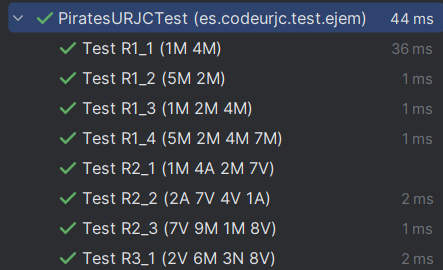 PiratesURJCTest (es.codeurjc.test.ejem) 44 ms
Test R1_1 (1M 4M) 36 ms
Test R1_2 (5M 2M) 1 ms
Test R1_3 (1M 2M 4M) 1 ms
Test R1_4 (5M 2M 4M 7M) 1 ms
Test R2_1 (1M 4A 2M 7V)
Test R2_2 (2A 7V 4V 1A) 2 ms
Test R2_3 (7V 9M 1M 8V) 1 ms
Test R3_1 (2V 6M 3N 8V) 2 ms